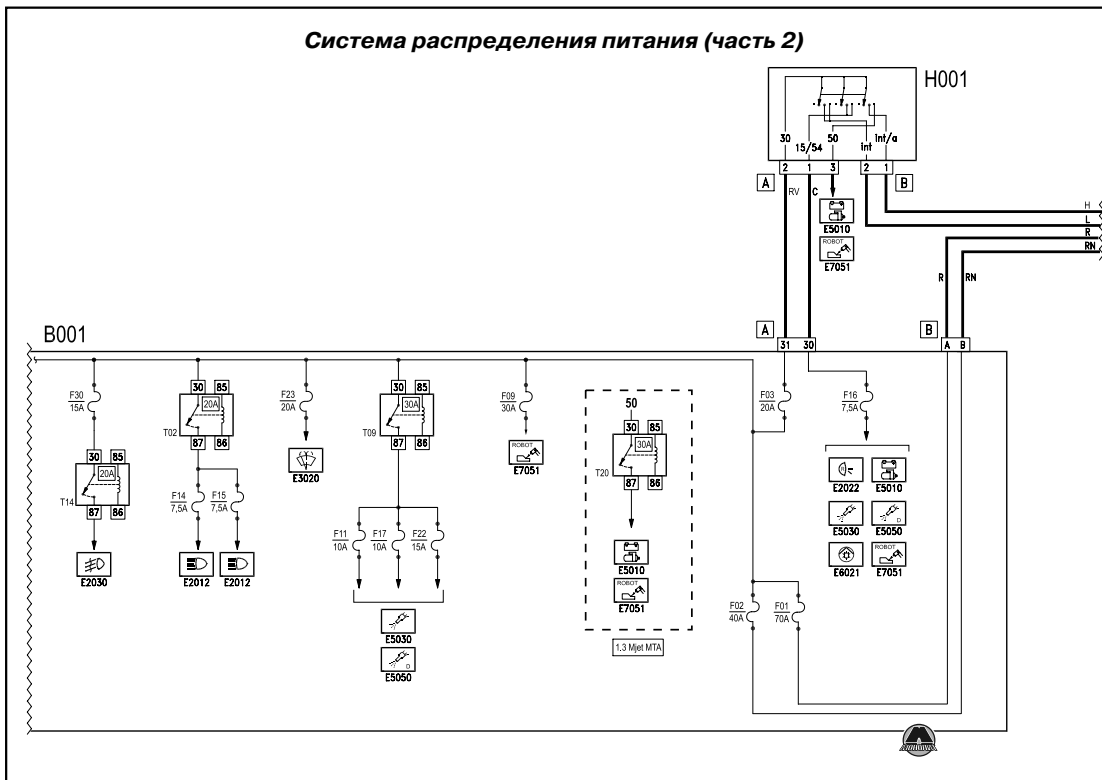 Система распределения питания (часть 2)
H001
30
15/54
50
int
int/a
2 1 3 2 1
A
B
RV
C
E5010
ROBOT
E7051
H
L
R
RN
R
RN
B001
A
31 30
B
A B
F30
15A
30 85
20A
T14
87 86
E2030
30 85
20A
T02
87 86
F14
7,5A
F15
7,5A
E2012
E2012
F23
20A
E3020
30 85
30A
T09
87 86
F11
10A
F17
10A
F22
15A
E5030
D
E5050
F09
30A
ROBOT
E7051
50
30 85
30A
T20
87 86
E5010
ROBOT
E7051
1.3 Mjet MTA
F03
20A
F16
7,5A
E2022 E5010
D
E5030 E5050
ROBOT
E6021 E7051
F02
40A
F01
70A